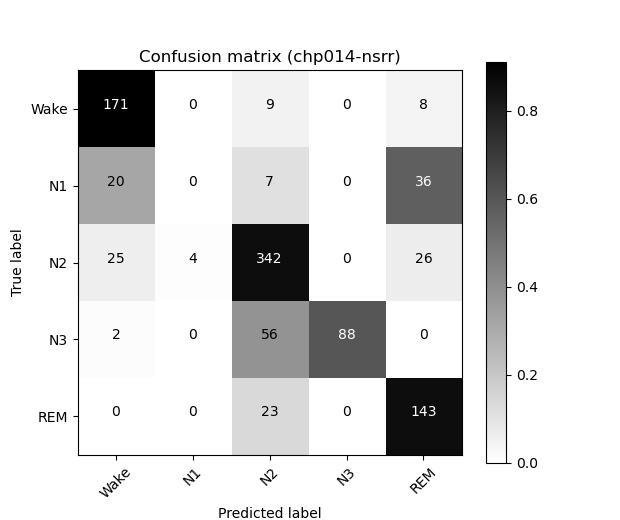 Confusion matrix (chp014-nsrr)
Wake 171 0 9 0 8
N1 20 0 7 0 36
N2 25 4 342 0 26
N3 2 0 56 88 0
REM 0 0 23 0 143
Wake N1 N2 N3 REM
Predicted label
True label
0.8
0.6
0.4
0.2
0.0